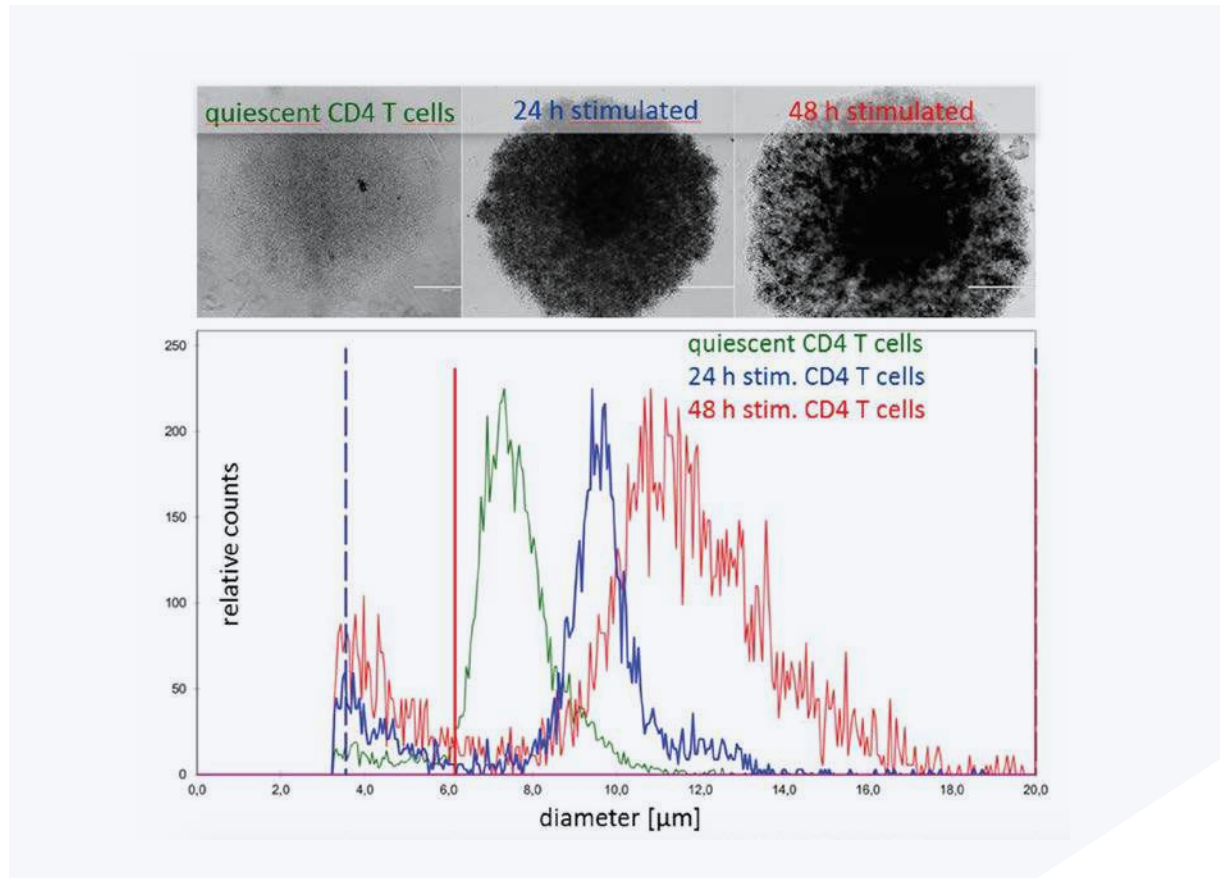 quiescent CD4 T cells
24 h stimulated
48 h stimulated
250
200
150
100
50
0
relative counts
quiescent CD4 T cells
24 h stim. CD4 T cells
48 h stim. CD4 T cells
0,0 2,0 4,0 6,0 8,0 10,0 12,0 14,0 16,0 18,0 20,0
diameter [µm]